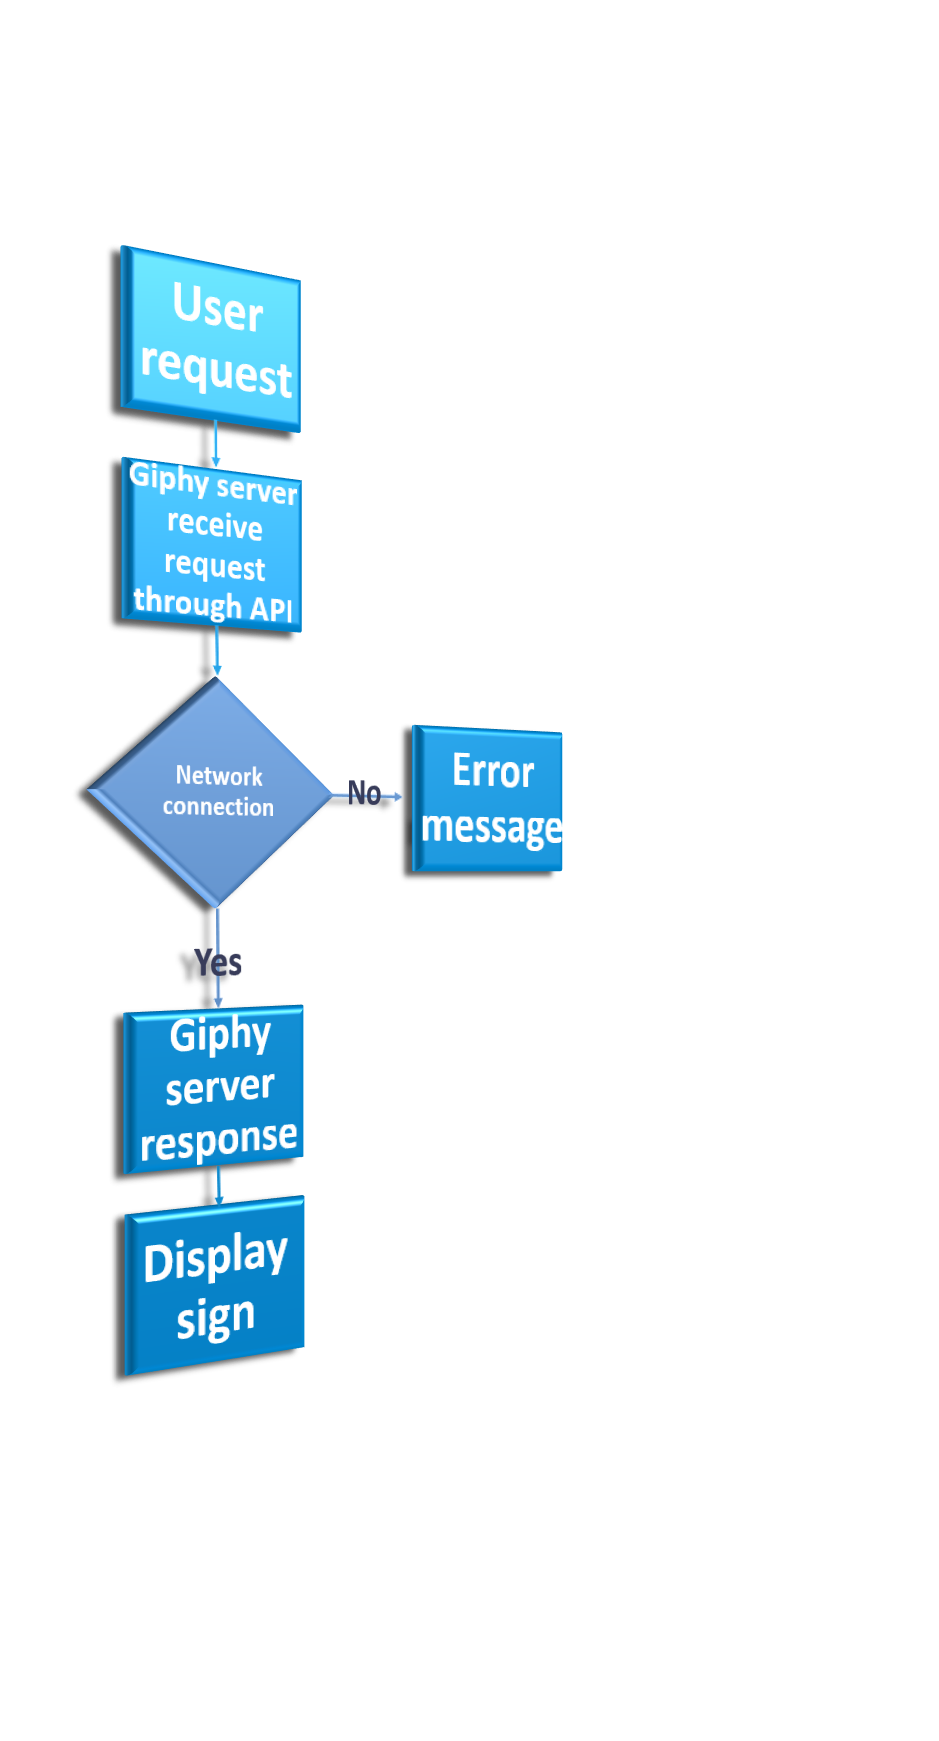 User
request
Giphy server
receive
request
through API
Network
connection
No
Error
message
Yes
Giphy
server
response
Display
sign